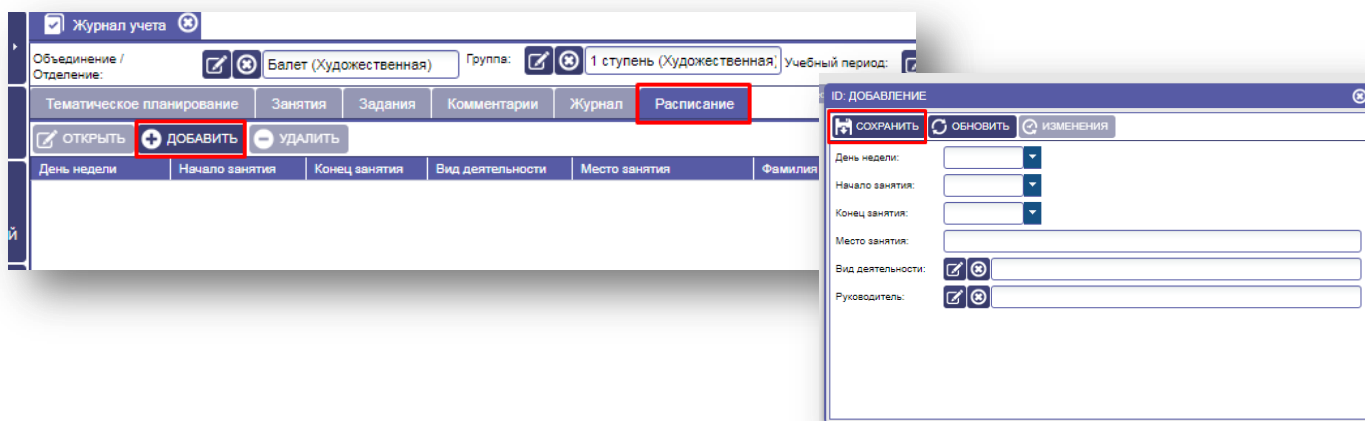 Журнал учета
Объединение /
Отделение:
Балет (Художественная)
Группа:
1 ступень (Художественная)
Учебный период:
Тематическое планирование Занятия Задания Комментарии Журнал Расписание
ОТКРЫТЬ ДОБАВИТЬ УДАЛИТЬ
День недели Начало занятия Конец занятия Вид деятельности Место занятия Фамилия
й
ID: ДОБАВЛЕНИЕ
СОХРАНИТЬ ОБНОВИТЬ ИЗМЕНЕНИЯ
День недели:
Начало занятия:
Конец занятия:
Место занятия:
Вид деятельности:
Руководитель: